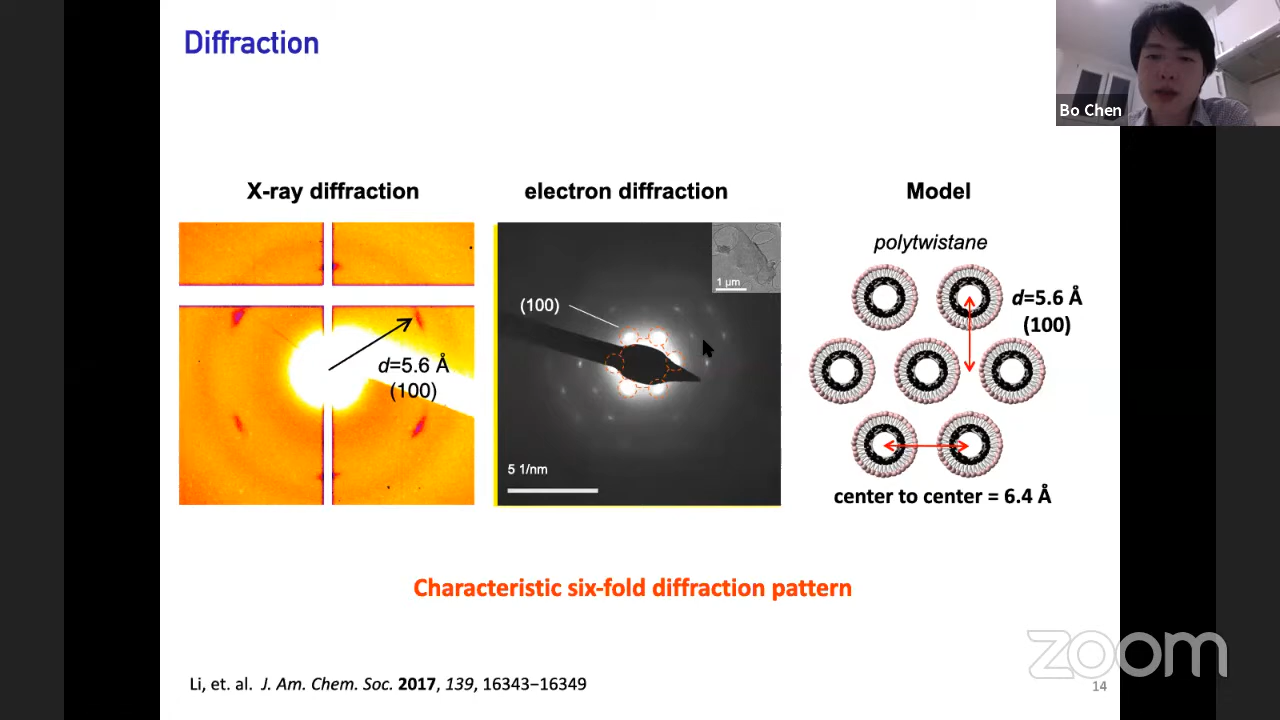 Diffraction
Bo Chen
X-ray diffraction
electron diffraction
Model
d=5.6 Å
(100)
(100)
1 μm
5 1/nm
polytwistane
d=5.6 Å
(100)
center to center = 6.4 Å
Characteristic six-fold diffraction pattern
zoom
Li, et. al. J. Am. Chem. Soc. 2017, 139, 16343−16349
14